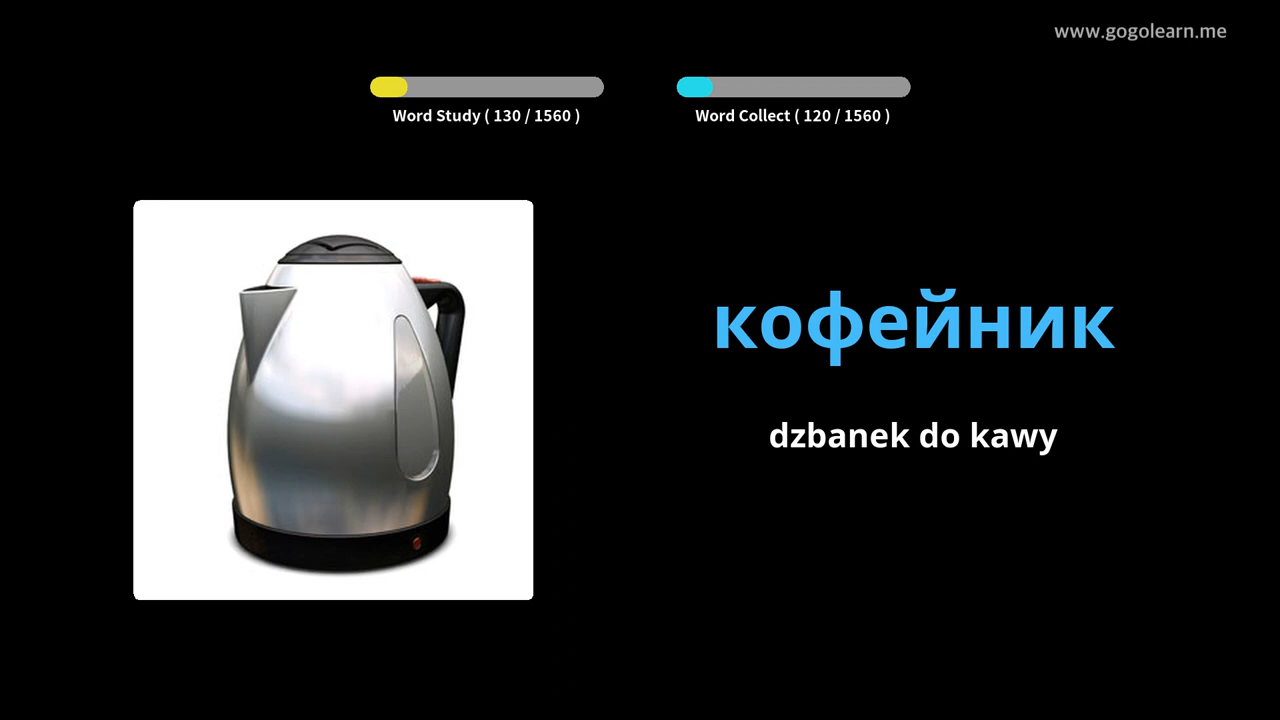 www.gogolearn.me
Word Study ( 130 / 1560 )
Word Collect ( 120 / 1560 )
кофейник
dzbanek do kawy